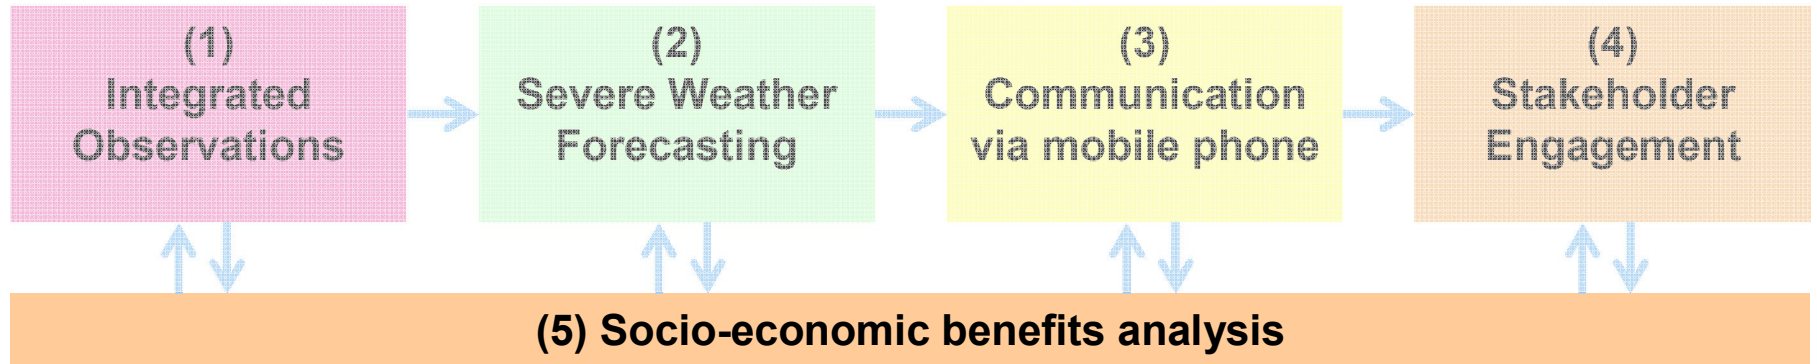 (1)
Integrated
Observations
(2)
Severe Weather
Forecasting
(3)
Communication
via mobile phone
(4)
Stakeholder
Engagement
(5) Socio-economic benefits analysis